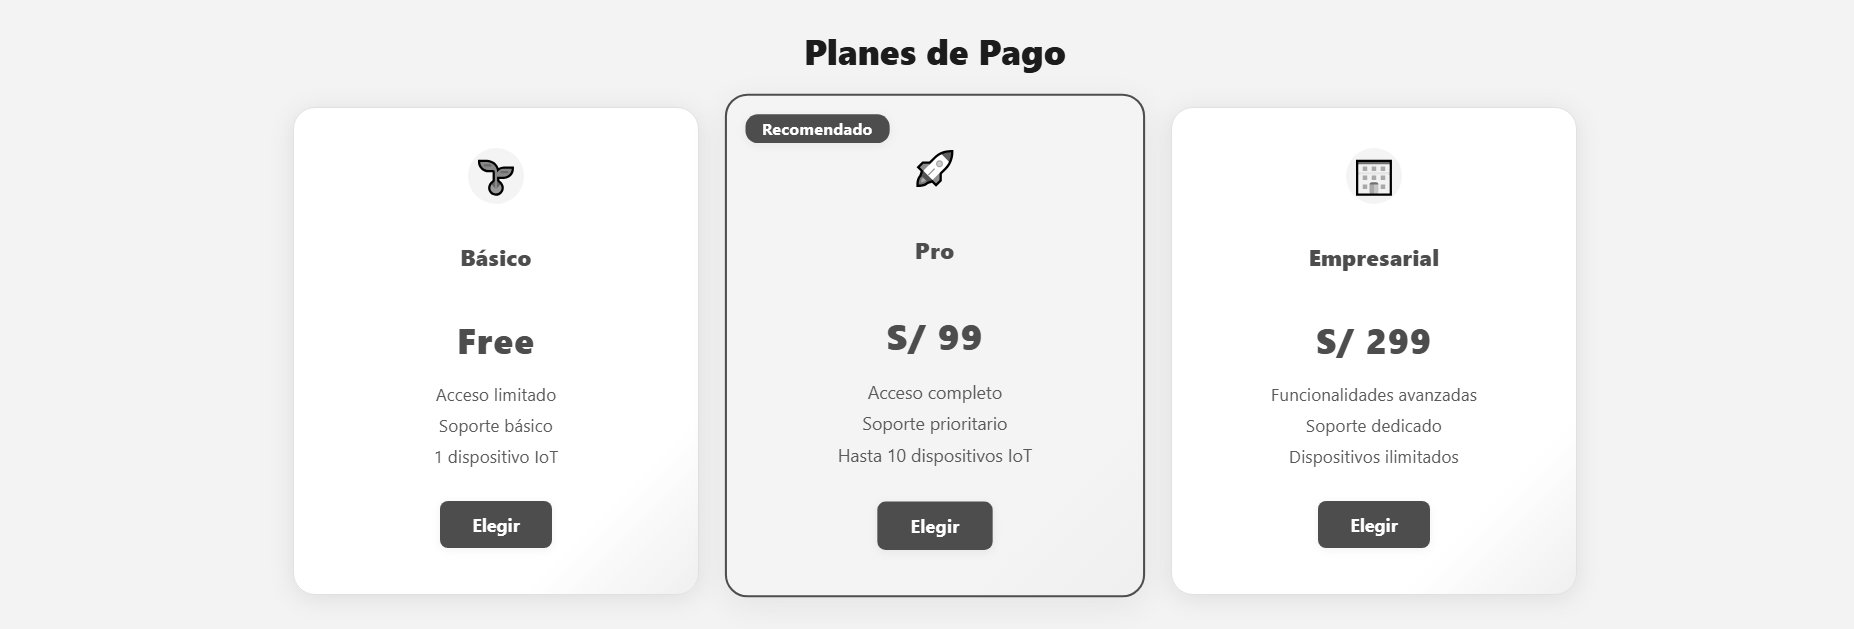 Planes de Pago
Básico
Free
Acceso limitado
Soporte básico
1 dispositivo IoT
Elegir
Recomendado
Pro
S/ 99
Acceso completo
Soporte prioritario
Hasta 10 dispositivos IoT
Elegir
Empresarial
S/ 299
Funcionalidades avanzadas
Soporte dedicado
Dispositivos ilimitados
Elegir